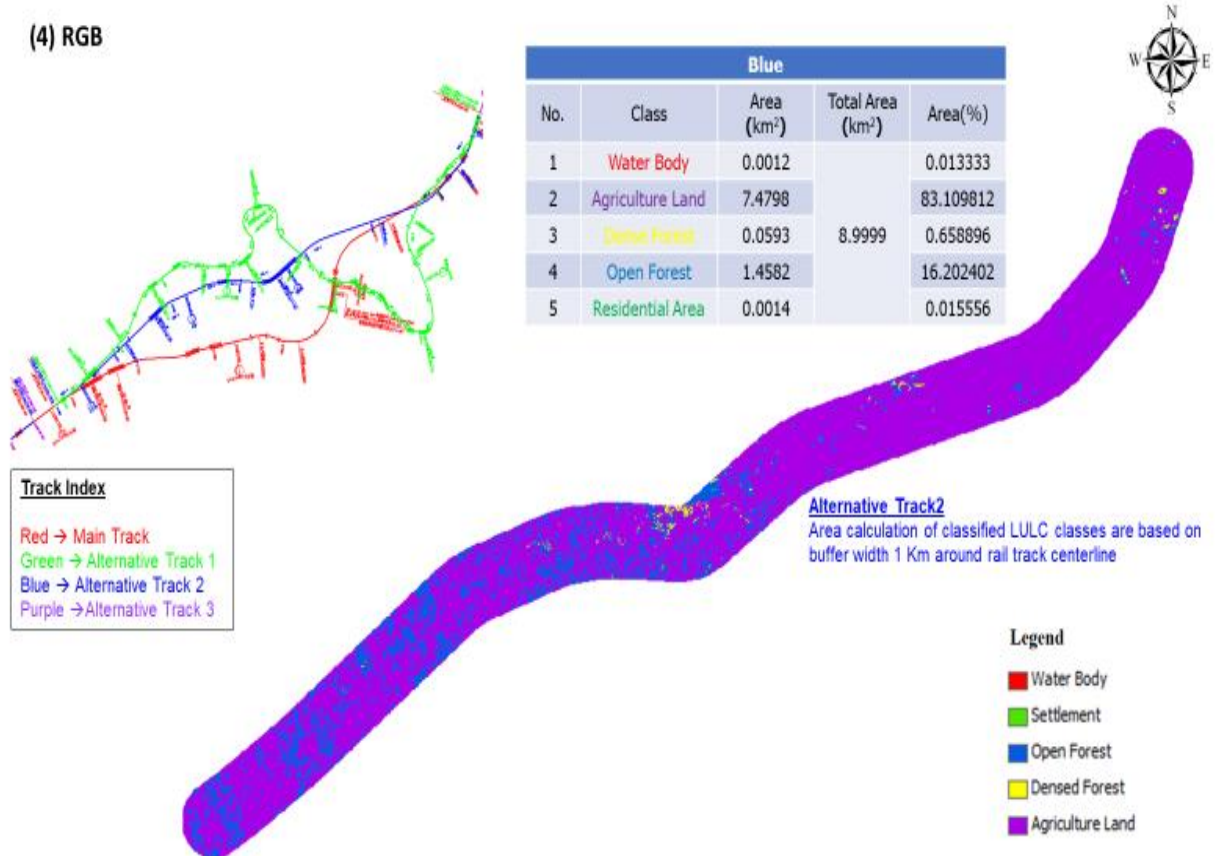 (4) RGB
N
W E
S
Blue
No. Class Area (km²) Total Area (km²) Area(%)
1 Water Body 0.0012 0.013333
2 Agriculture Land 7.4798 83.109812
3 Dense Forest 0.0593 8.9999 0.658896
4 Open Forest 1.4582 16.202402
5 Residential Area 0.0014 0.015556
Track Index
Red → Main Track
Green → Alternative Track 1
Blue → Alternative Track 2
Purple →Alternative Track 3
Alternative Track2
Area calculation of classified LULC classes are based on
buffer width 1 Km around rail track centerline
Legend
Water Body
Settlement
Open Forest
Densed Forest
Agriculture Land